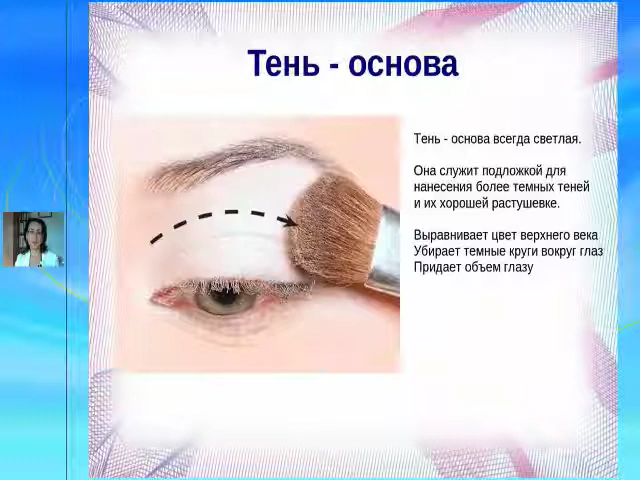 Тень - основа
Тень - основа всегда светлая.
Она служит подложкой для
нанесения более темных теней
и их хорошей растушевке.
Выравнивает цвет верхнего века
Убирает темные круги вокруг глаз
Придает объем глазу